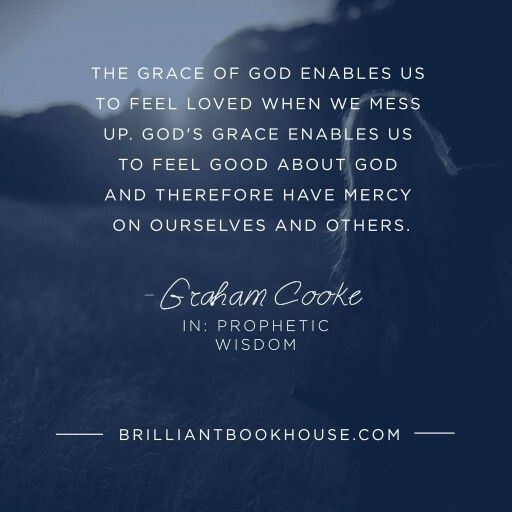 THE GRACE OF GOD ENABLES US
TO FEEL LOVED WHEN WE MESS
UP. GOD'S GRACE ENABLES US
TO FEEL GOOD ABOUT GOD
AND THEREFORE HAVE MERCY
ON OURSELVES AND OTHERS.
- Graham Cooke
IN: PROPHETIC
WISDOM
BRILLIANTBOOKHOUSE.COM